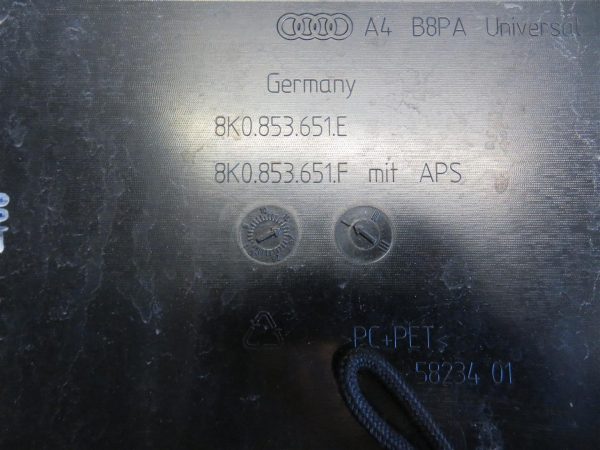 A4 B8PA Universal
Germany
8K0.853.651.E
8K0.853.651.F mit APS
>PC+PET<
58234 01